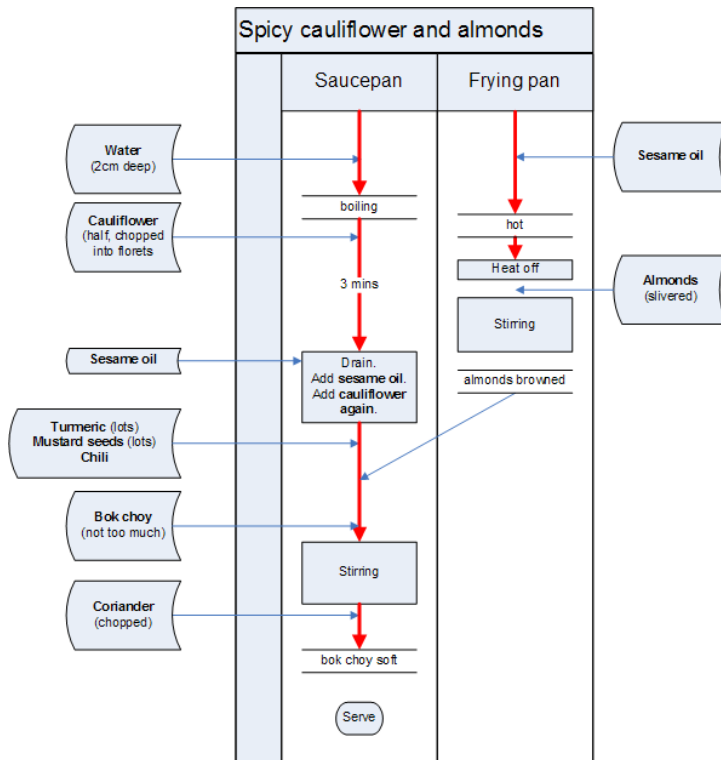 Spicy cauliflower and almonds
Saucepan
Frying pan
Water
(2cm deep)
Sesame oil
boiling
Cauliflower
(half, chopped
into florets
hot
Heat off
3 mins
Almonds
(slivered)
Stirring
Sesame oil
Drain.
Add sesame oil.
Add cauliflower
again.
almonds browned
Turmeric (lots)
Mustard seeds (lots)
Chili
Bok choy
(not too much)
Stirring
Coriander
(chopped)
bok choy soft
Serve